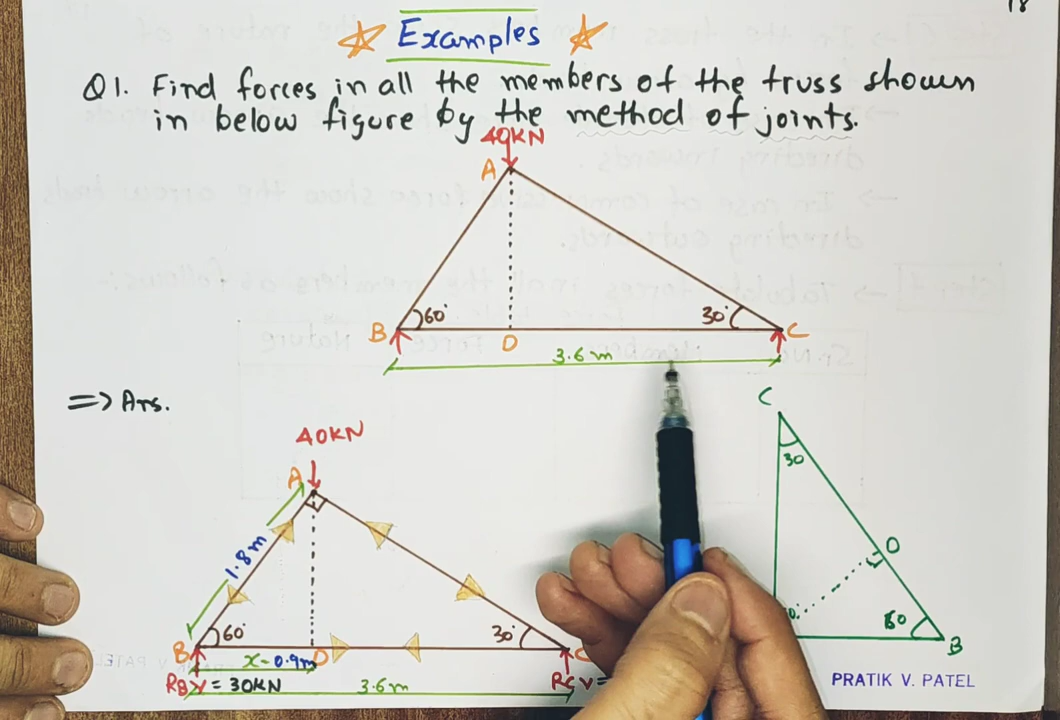 18
Examples
Q1. Find forces in all the members of the truss shown
in below figure by the method of joints.
40KN
A
B
60°
D
30°
C
3.6 m
=> Ans.
40KN
A
1.8m
B
60°
x=0.9m
D
30°
C
RBV = 30KN
3.6m
RCV=
C
30
D
60
B
PRATIK V. PATEL